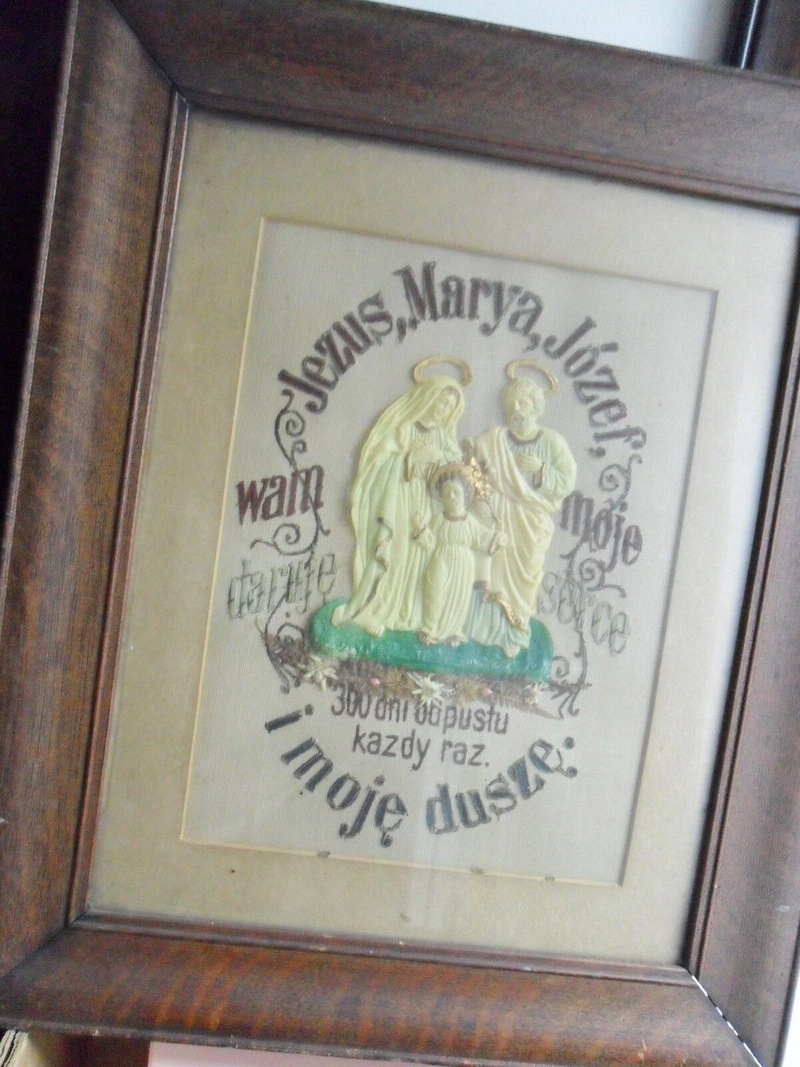 Jezus, Marya, Józef,
wam
daruję
moje
serce
300 dni odpustu
kazdy raz.
i moję duszę: